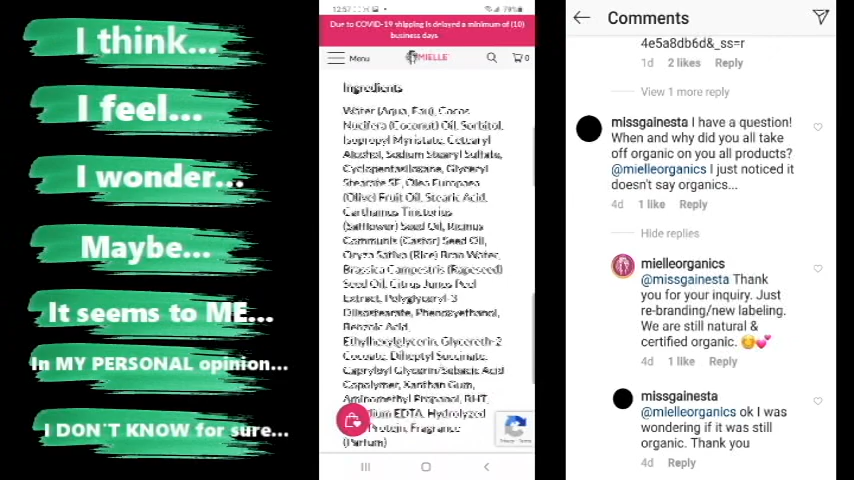 I think...
I feel...
I wonder...
Maybe...
It seems to ME...
In MY PERSONAL opinion...
I DON'T KNOW for sure...
12:57
79%
Due to COVID-19 shipping is delayed a minimum of (10)
business days.
Menu
MIELLE
0
Ingredients
Water (Aqua, Eau), Cocos
Nucifera (Coconut) Oil, Sorbitol,
Isopropyl Myristate, Cetearyl
Alcohol, Sodium Stearyl Sulfate,
Cyclopentasiloxane, Glyceryl
Stearate SE, Olea Europaea
(Olive) Fruit Oil, Stearic Acid,
Carthamus Tinctorius
(Safflower) Seed Oil, Ricinus
Communis (Castor) Seed Oil,
Oryza Sativa (Rice) Bran Water,
Brassica Campestris (Rapeseed)
Seed Oil, Citrus Junos Peel
Extract, Polyglyceryl-3
Diisostearate, Phenoxyethanol,
Benzoic Acid,
Ethylhexylglycerin, Glycereth-2
Cocoate, Diheptyl Succinate,
Capryloyl Glycerin/Sebacic Acid
Copolymer, Xanthan Gum,
Aminomethyl Propanol, BHT,
dium EDTA, Hydrolyzed
Protein, Fragrance
(Parfum)
Privacy - Terms
Comments
4e5a8db6d&_ss=r
1d 2 likes Reply
View 1 more reply
missgainesta I have a question!
When and why did you all take
off organic on you all products?
@mielleorganics I just noticed it
doesn't say organics...
4d 1 like Reply
Hide replies
mielleorganics
@missgainesta Thank
you for your inquiry. Just
re-branding/new labeling.
We are still natural &
certified organic. 😊💕
4d 1 like Reply
missgainesta
@mielleorganics ok I was
wondering if it was still
organic. Thank you
4d Reply